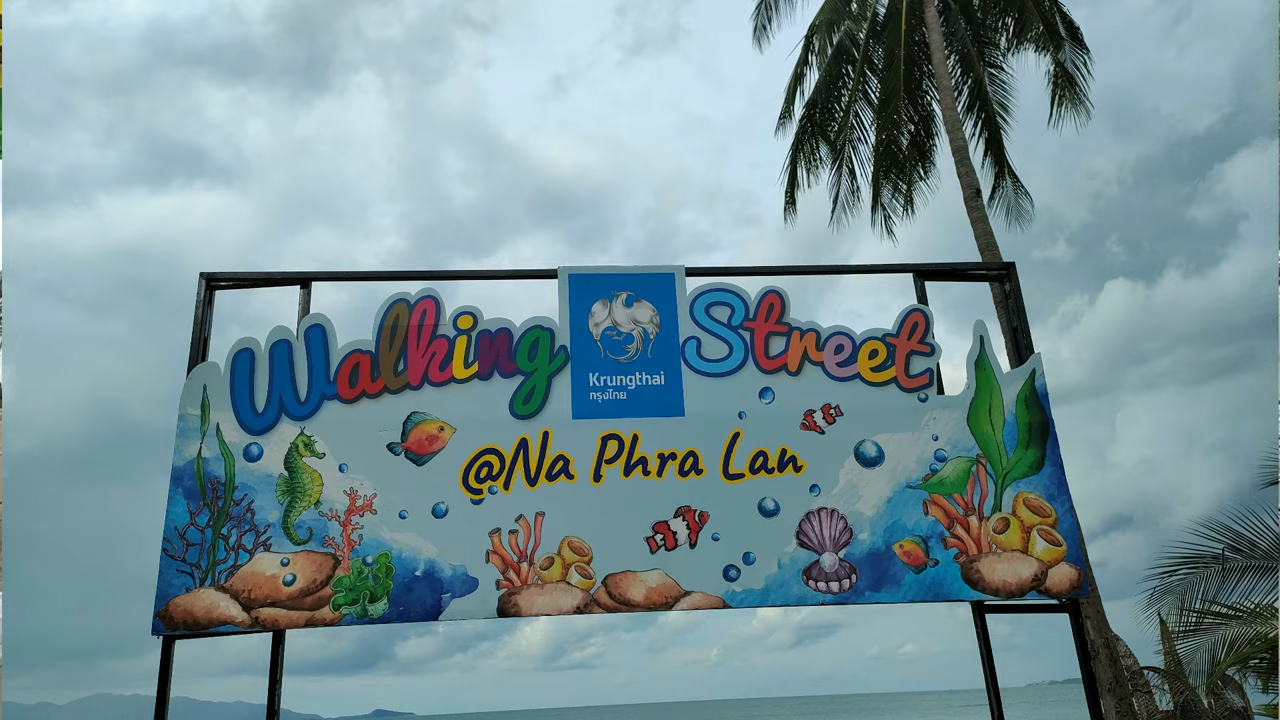 Walking Street
Krungthai
กรุงไทย
@Na Phra Lan